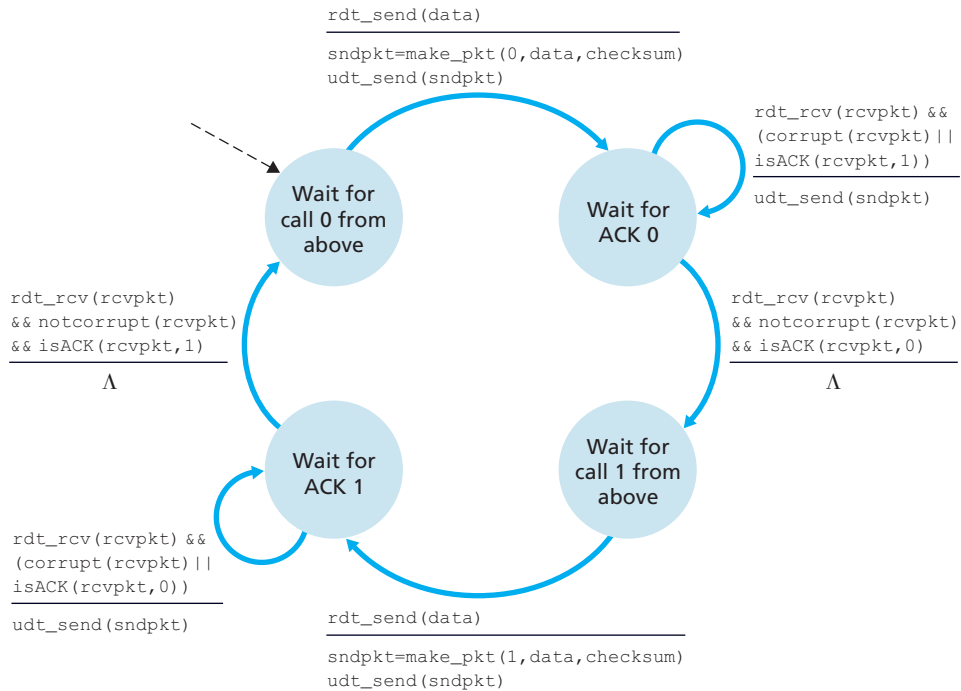 rdt_send(data)
sndpkt=make_pkt(0,data,checksum)
udt_send(sndpkt)
rdt_rcv(rcvpkt) &&
(corrupt(rcvpkt)||
isACK(rcvpkt,1))
udt_send(sndpkt)
Wait for
call 0 from
above
Wait for
ACK 0
rdt_rcv(rcvpkt)
&& notcorrupt(rcvpkt)
&& isACK(rcvpkt,1)
Λ
rdt_rcv(rcvpkt)
&& notcorrupt(rcvpkt)
&& isACK(rcvpkt,0)
Λ
Wait for
ACK 1
Wait for
call 1 from
above
rdt_rcv(rcvpkt) &&
(corrupt(rcvpkt)||
isACK(rcvpkt,0))
udt_send(sndpkt)
rdt_send(data)
sndpkt=make_pkt(1,data,checksum)
udt_send(sndpkt)